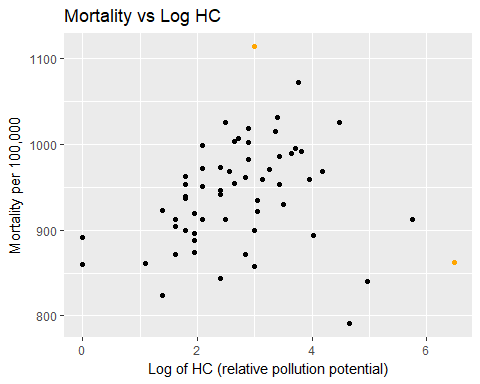 Mortality vs Log HC
Mortality per 100,000
1100
1000
900
800
0 2 4 6
Log of HC (relative pollution potential)